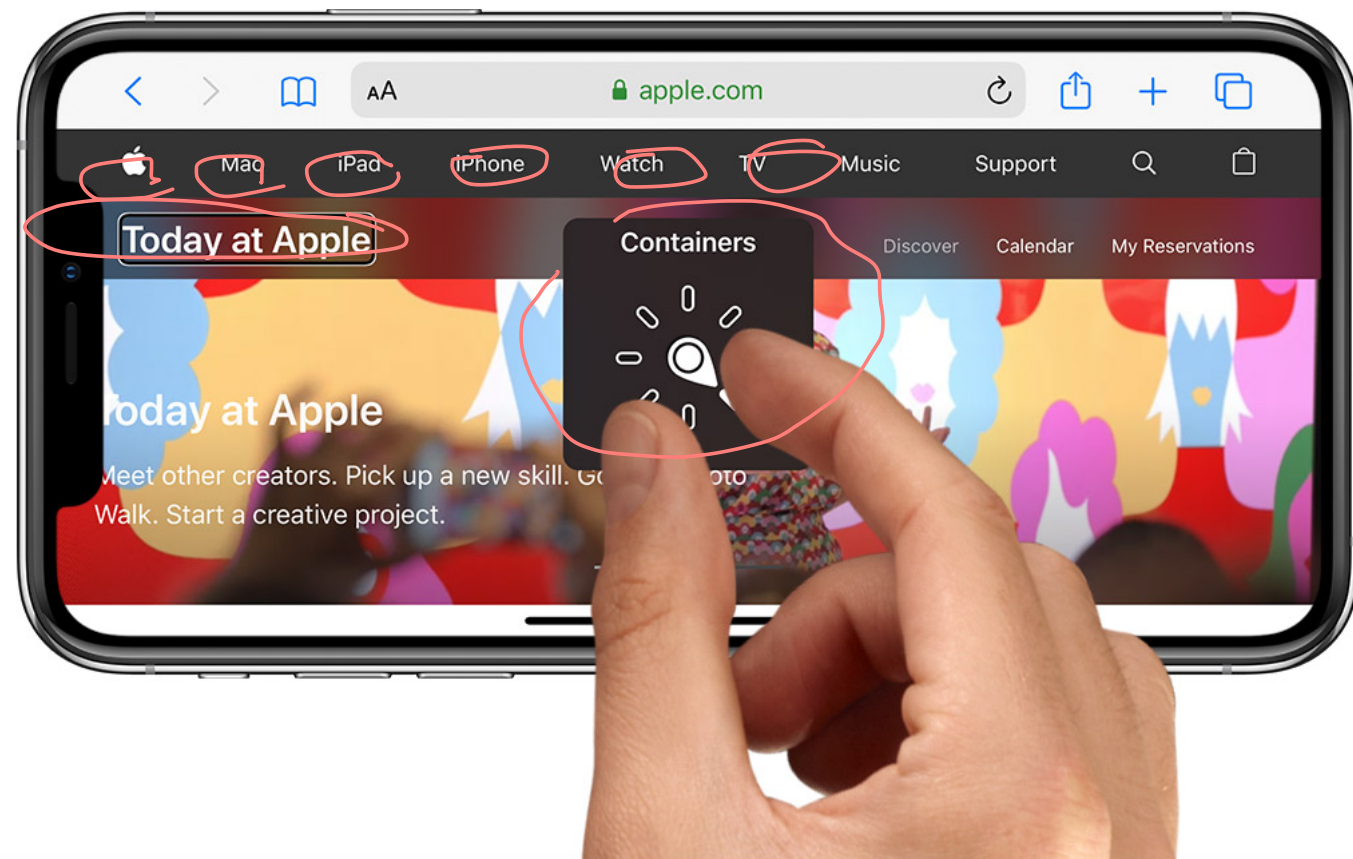 AA apple.com
Mac iPad iPhone Watch TV Music Support
Today at Apple Containers Discover Calendar My Reservations
Today at Apple
Meet other creators. Pick up a new skill.
Walk. Start a creative project.